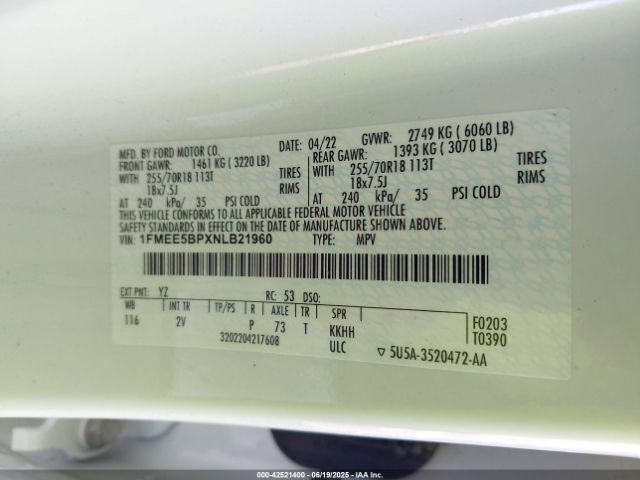 MFD. BY FORD MOTOR CO.
DATE: 04/22 GVWR: 2749 KG ( 6060 LB)
FRONT GAWR: 1461 KG ( 3220 LB)
REAR GAWR: 1393 KG ( 3070 LB)
WITH 255/70R18 113T TIRES
WITH 255/70R18 113T TIRES
18x7.5J RIMS
18x7.5J RIMS
AT 240 kPa/ 35 PSI COLD
AT 240 kPa/ 35 PSI COLD
THIS VEHICLE CONFORMS TO ALL APPLICABLE FEDERAL MOTOR VEHICLE
SAFETY STANDARDS IN EFFECT ON THE DATE OF MANUFACTURE SHOWN ABOVE.
VIN: 1FMEE5BPXNLB21960 TYPE: MPV
EXT PNT: YZ RC: 53 DSO:
WB INT TR TP/PS R AXLE TR SPR
116 2V P 73 T KKHH
F0203
T0390
3202204217608 ULC
▽ 5U5A-3520472-AA
000-42521400 - 06/19/2025 - IAA Inc.